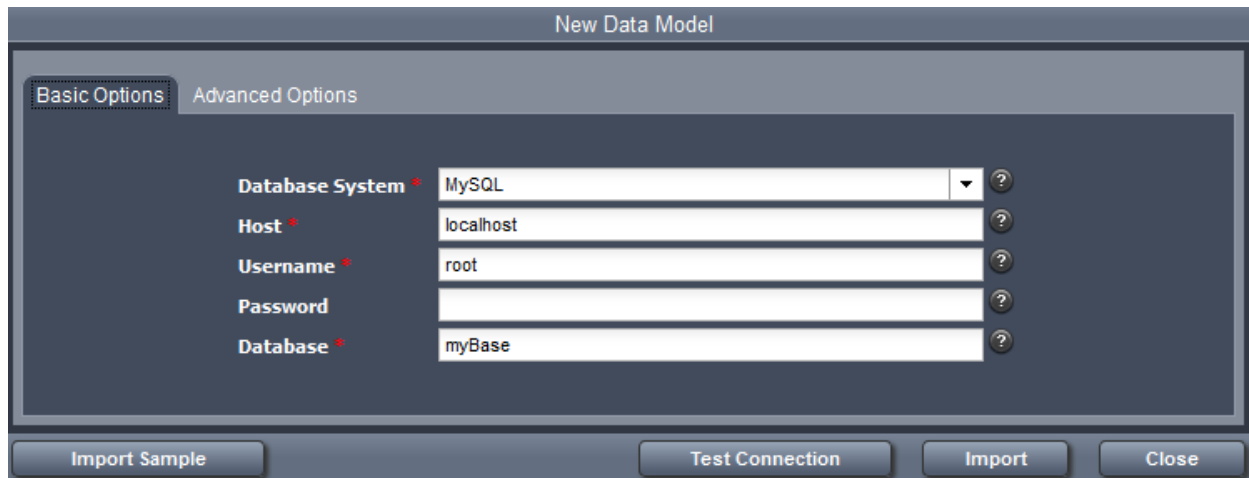 New Data Model
Basic Options Advanced Options
Database System * MySQL ?
Host * localhost ?
Username * root ?
Password ?
Database * myBase ?
Import Sample Test Connection Import Close